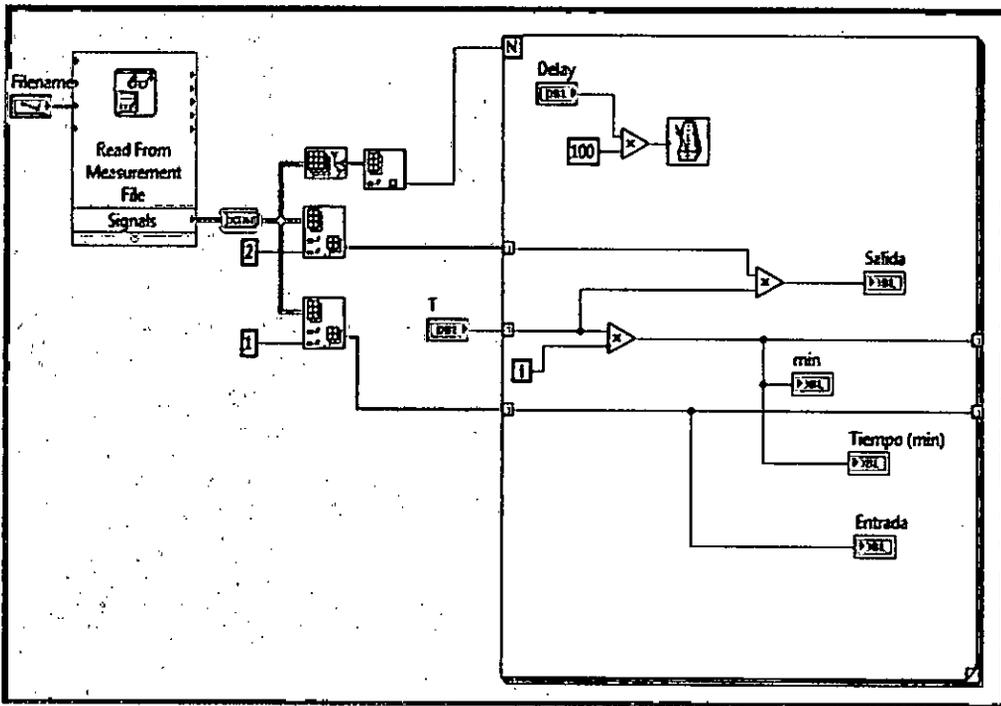 Filename
Read From
Measurement
File
Signals
2
1
N
Delay
100
T
Salida
min
Tiempo (min)
Entrada